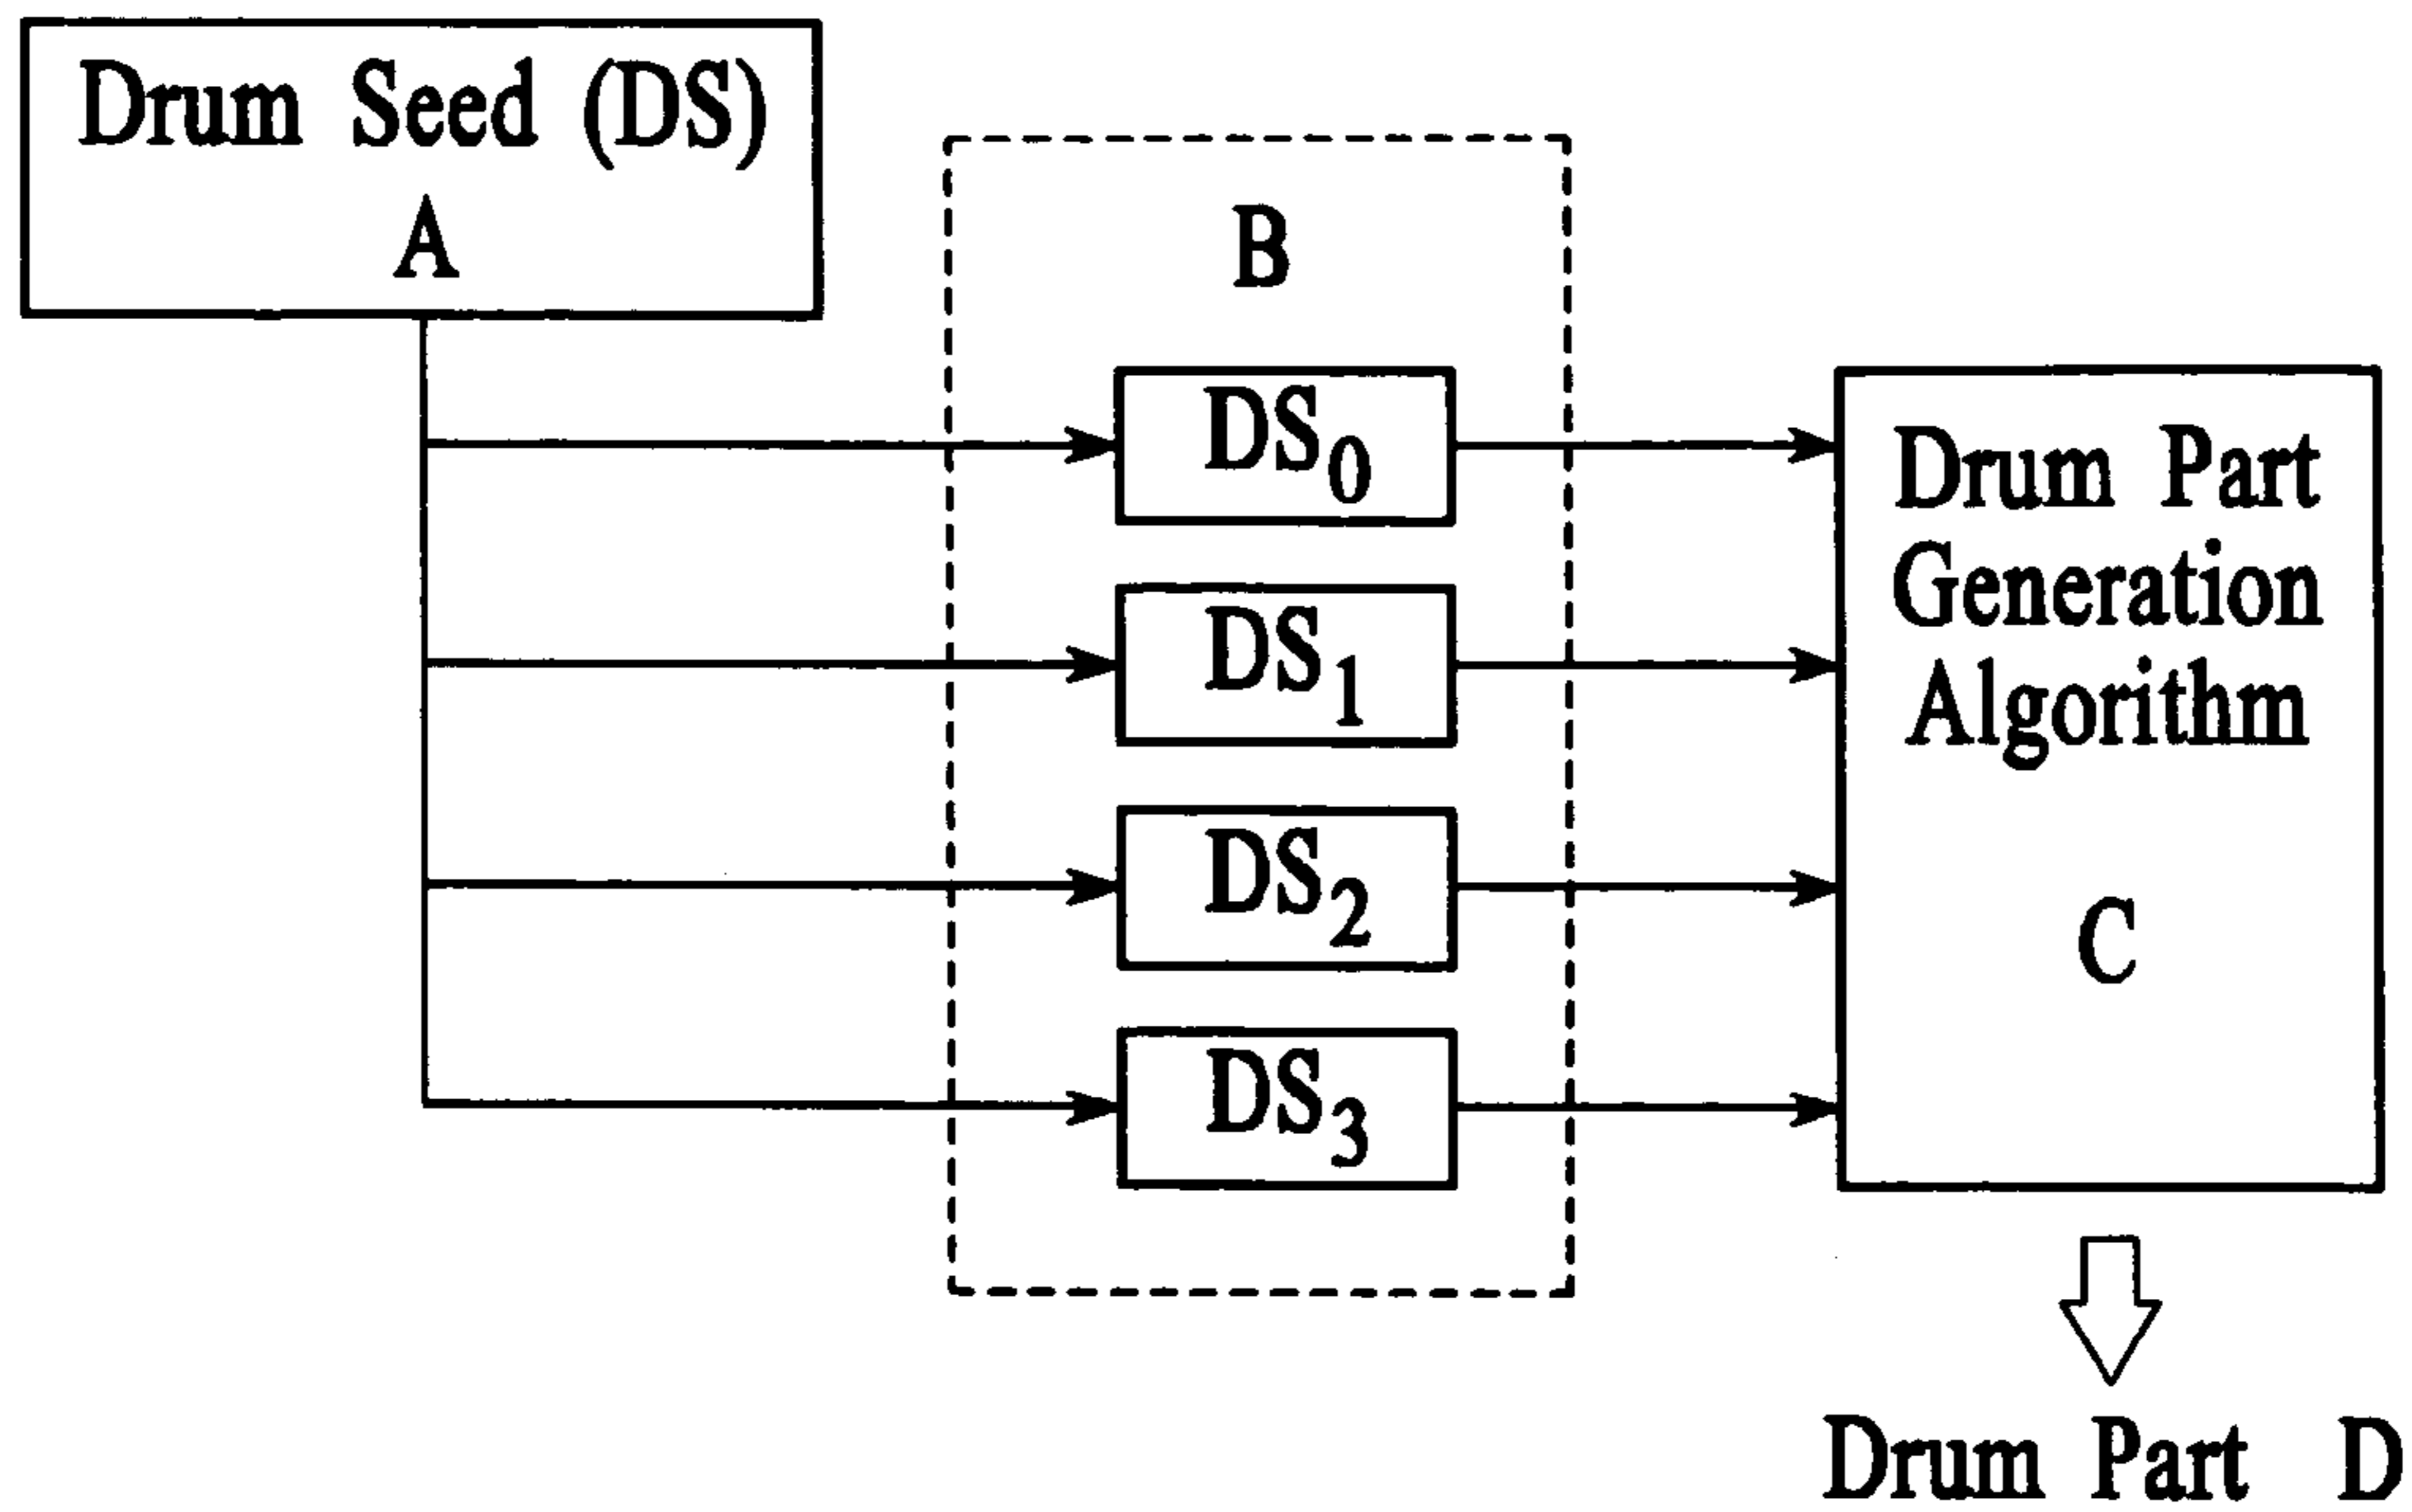 Drum Seed (DS)
A
B
DS0
DS1
DS2
DS3
Drum Part
Generation
Algorithm
C
Drum Part D